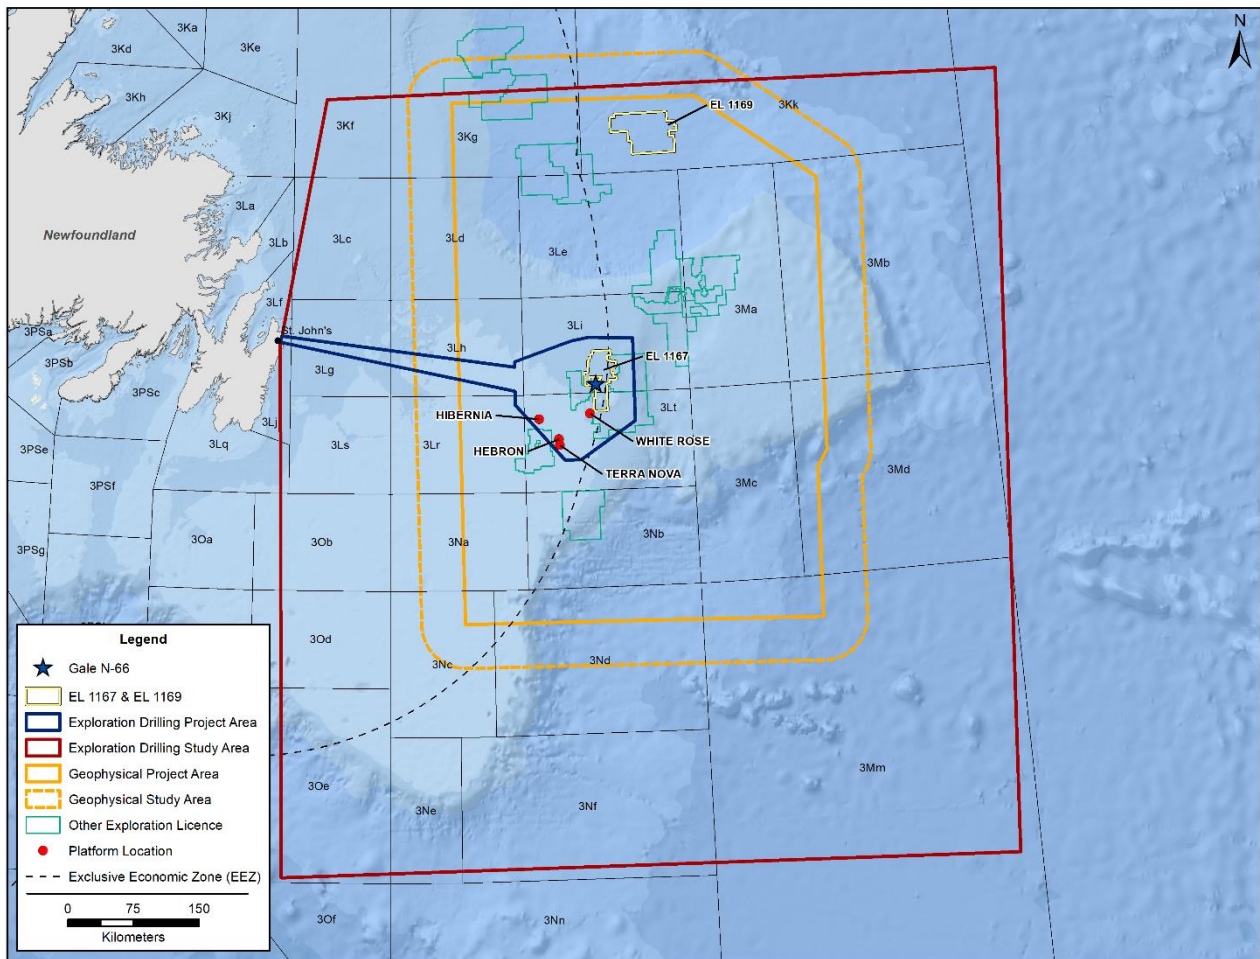 N
3Ka
3Kd
3Ke
3Kh
3Kj
3Kf
3Kg
EL 1169
3Kk
3La
Newfoundland
3Lb
3Lc
3Ld
3Le
3Mb
3Lf
3Ma
St. John's
3Li
3PSa
3Lh
EL 1167
3PSb
3Lg
3PSc
HIBERNIA
3Lt
3Lj
WHITE ROSE
3PSe
3Lq
3Ls
3Lr
HEBRON
TERRA NOVA
3Md
3PSf
3Mc
3PSg
3Oa
3Ob
3Na
3Nb
3Od
3Nc
3Nd
3Mm
3Oe
3Ne
3Nf
3Of
3Nn
Legend
Gale N-66
EL 1167 & EL 1169
Exploration Drilling Project Area
Exploration Drilling Study Area
Geophysical Project Area
Geophysical Study Area
Other Exploration Licence
Platform Location
Exclusive Economic Zone (EEZ)
0 75 150
Kilometers